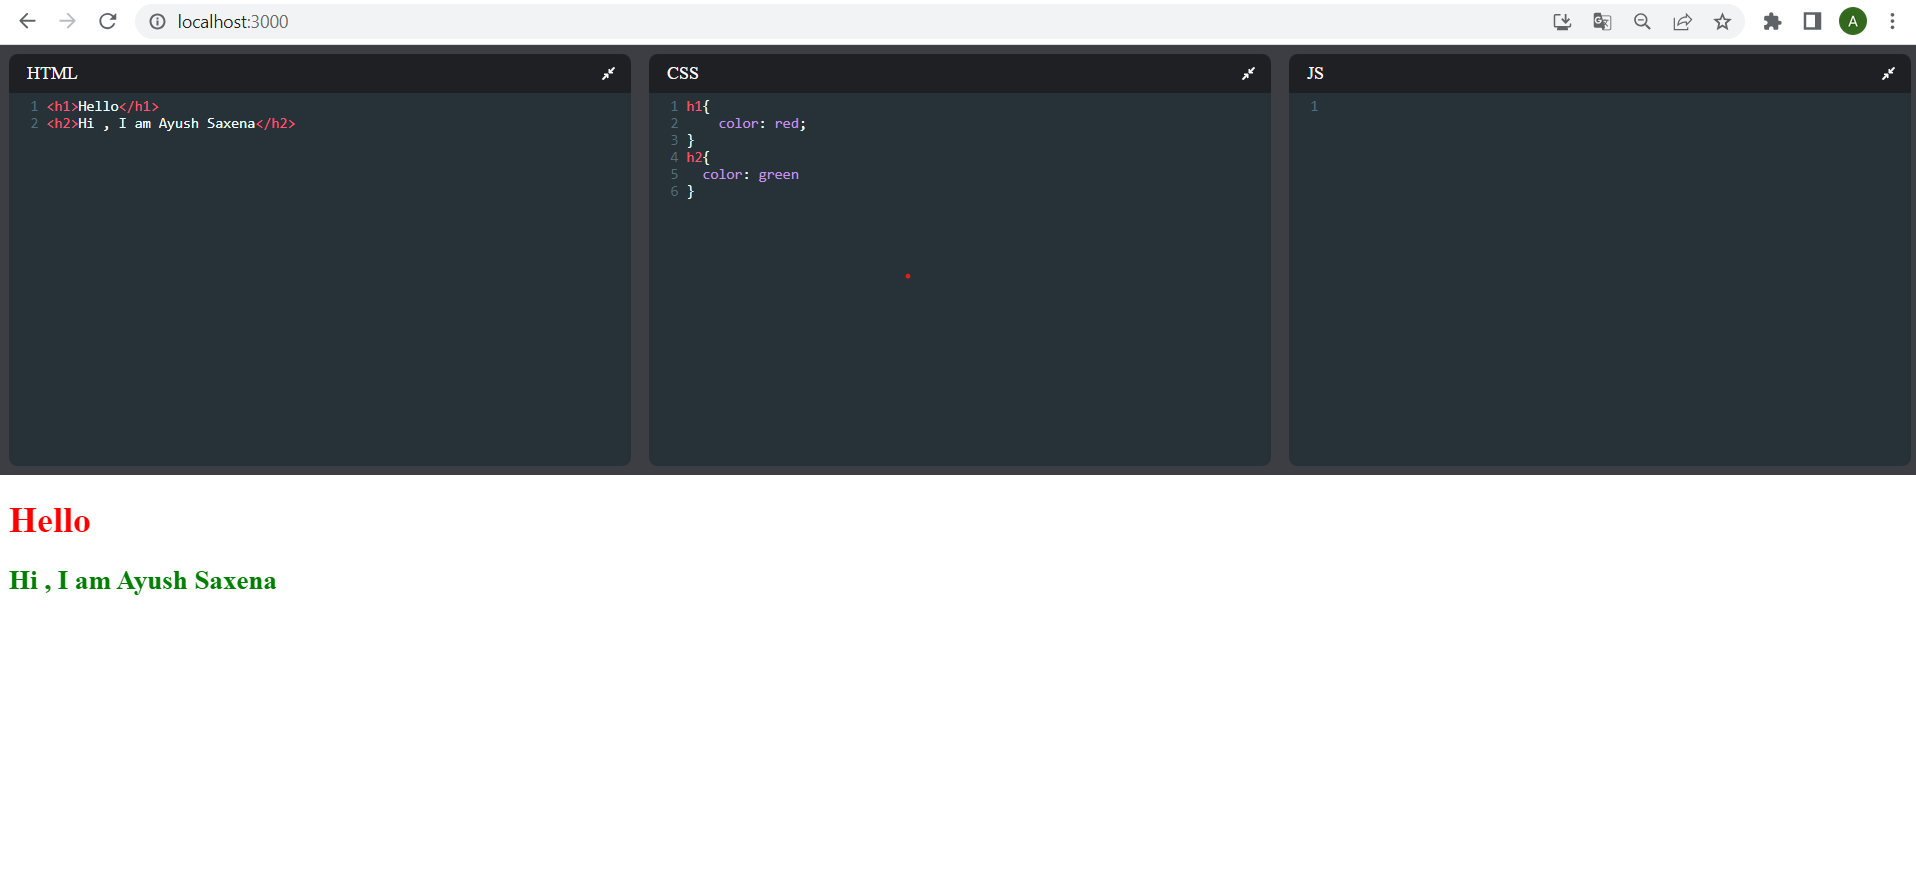 localhost:3000
A
HTML
1 <h1>Hello</h1>
2 <h2>Hi , I am Ayush Saxena</h2>
CSS
1 h1{
2     color: red;
3 }
4 h2{
5   color: green
6 }
JS
1
Hello
Hi , I am Ayush Saxena